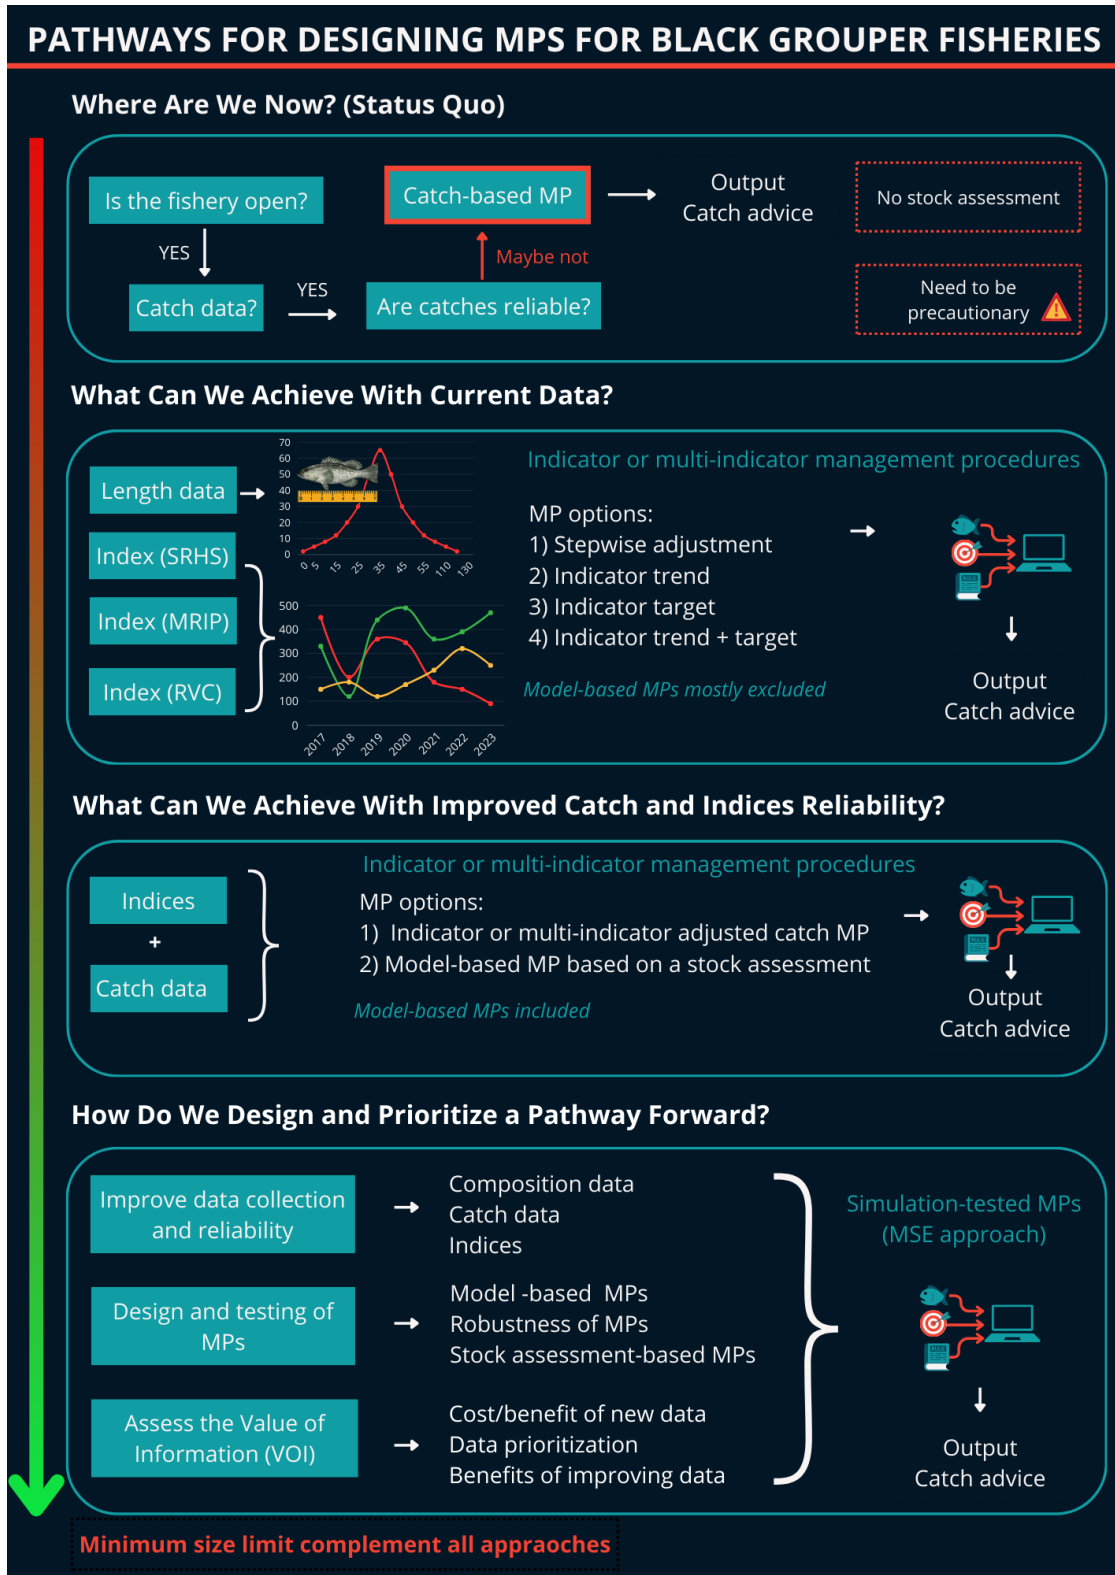 PATHWAYS FOR DESIGNING MPS FOR BLACK GROUPER FISHERIES
Where Are We Now? (Status Quo)
Is the fishery open?
YES
Catch data?
YES
Are catches reliable?
Maybe not
Catch-based MP
Output
Catch advice
No stock assessment
Need to be
precautionary
What Can We Achieve With Current Data?
Length data
Index (SRHS)
Index (MRIP)
Index (RVC)
70
60
50
40
30
20
10
0
0 5 15 25 35 45 55 110 130
500
400
300
200
100
0
2017 2018 2019 2020 2021 2022 2023
Indicator or multi-indicator management procedures
MP options:
1) Stepwise adjustment
2) Indicator trend
3) Indicator target
4) Indicator trend + target
Model-based MPs mostly excluded
Output
Catch advice
What Can We Achieve With Improved Catch and Indices Reliability?
Indices
+
Catch data
Indicator or multi-indicator management procedures
MP options:
1) Indicator or multi-indicator adjusted catch MP
2) Model-based MP based on a stock assessment
Model-based MPs included
Output
Catch advice
How Do We Design and Prioritize a Pathway Forward?
Improve data collection
and reliability
Composition data
Catch data
Indices
Design and testing of
MPs
Model -based MPs
Robustness of MPs
Stock assessment-based MPs
Assess the Value of
Information (VOI)
Cost/benefit of new data
Data prioritization
Benefits of improving data
Simulation-tested MPs
(MSE approach)
Output
Catch advice
Minimum size limit complement all appraoches